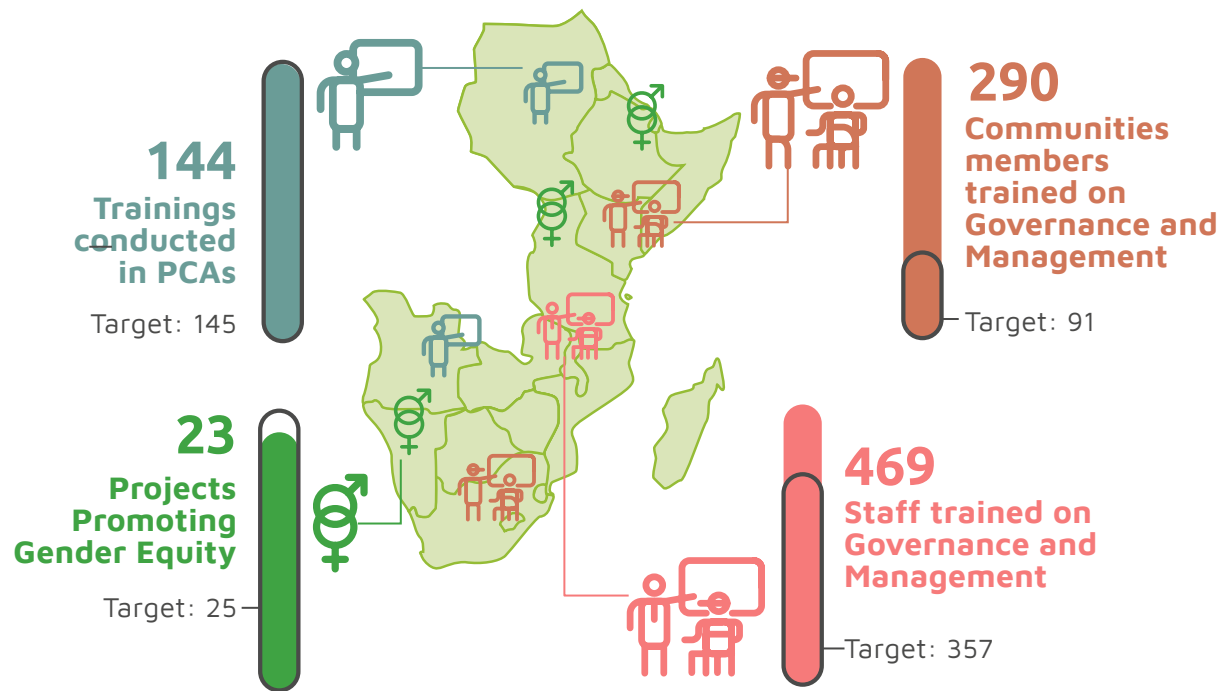 144
Trainings
conducted
in PCAs
Target: 145
290
Communities
members
trained on
Governance and
Management
Target: 91
23
Projects
Promoting
Gender Equity
Target: 25
469
Staff trained on
Governance and
Management
Target: 357